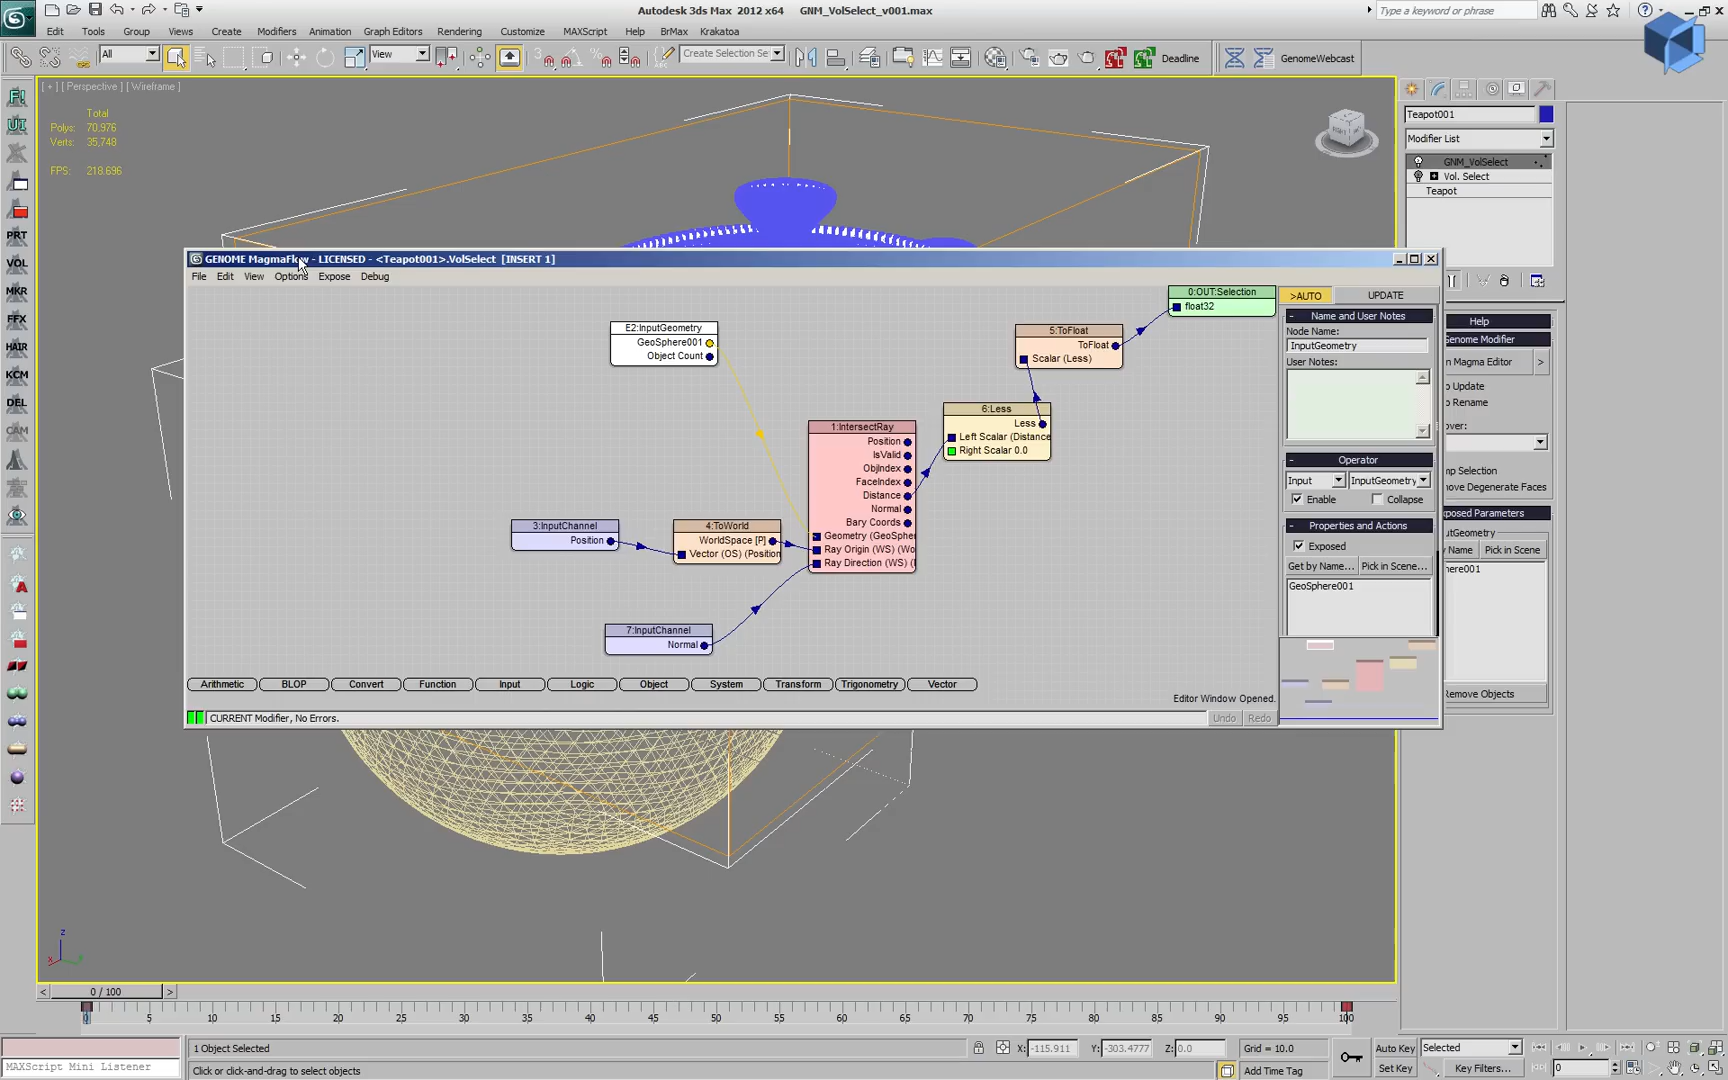 Autodesk 3ds Max 2012 x64    GNM_VolSelect_v001.max
Type a keyword or phrase
Edit Tools Group Views Create Modifiers Animation Graph Editors Rendering Customize MAXScript Help BrMax Krakatoa
All
View
Create Selection Se
Deadline
GenomeWebcast
[ + ] [ Perspective ] [ Wireframe ]
Total
Polys: 70,976
Verts: 35,748
FPS: 218.696
F!
UI
PRT
VOL
MKR
FFX
HAIR
KCM
DEL
CAM
Teapot001
Modifier List
GNM_VolSelect
Vol. Select
Teapot
GENOME MagmaFlow - LICENSED - <Teapot001>.VolSelect [INSERT 1]
File Edit View Options Expose Debug
E2:InputGeometry
GeoSphere001
Object Count
0:OUT:Selection
float32
5:ToFloat
ToFloat
Scalar (Less)
6:Less
Less
Left Scalar (Distance
Right Scalar 0.0
1:IntersectRay
Position
IsValid
ObjIndex
FaceIndex
Distance
Normal
Bary Coords
Geometry (GeoSphe
Ray Origin (WS) (Wo
Ray Direction (WS) (
3:InputChannel
Position
4:ToWorld
WorldSpace [P]
Vector (OS) (Position
7:InputChannel
Normal
>AUTO UPDATE
Name and User Notes
Node Name:
InputGeometry
User Notes:
Operator
Input InputGeometry
Enable Collapse
Properties and Actions
Exposed
Get by Name... Pick in Scene...
GeoSphere001
Arithmetic BLOP Convert Function Input Logic Object System Transform Trigonometry Vector
Editor Window Opened.
CURRENT Modifier, No Errors.
Undo Redo
Help
Genome Modifier
n Magma Editor >
o Update
o Rename
over:
mp Selection
nove Degenerate Faces
xposed Parameters
utGeometry
y Name Pick in Scene
here001
Remove Objects
z
x
< 0 / 100 >
0 5 10 15 20 25 30 35 40 45 50 55 60 65 70 75 80 85 90 95 100
1 Object Selected
X: -115.911 Y: -303.4777 Z: 0.0 Grid = 10.0
Auto Key Selected
MAXScript Mini Listener
Click or click-and-drag to select objects
Add Time Tag
Set Key Key Filters...
0